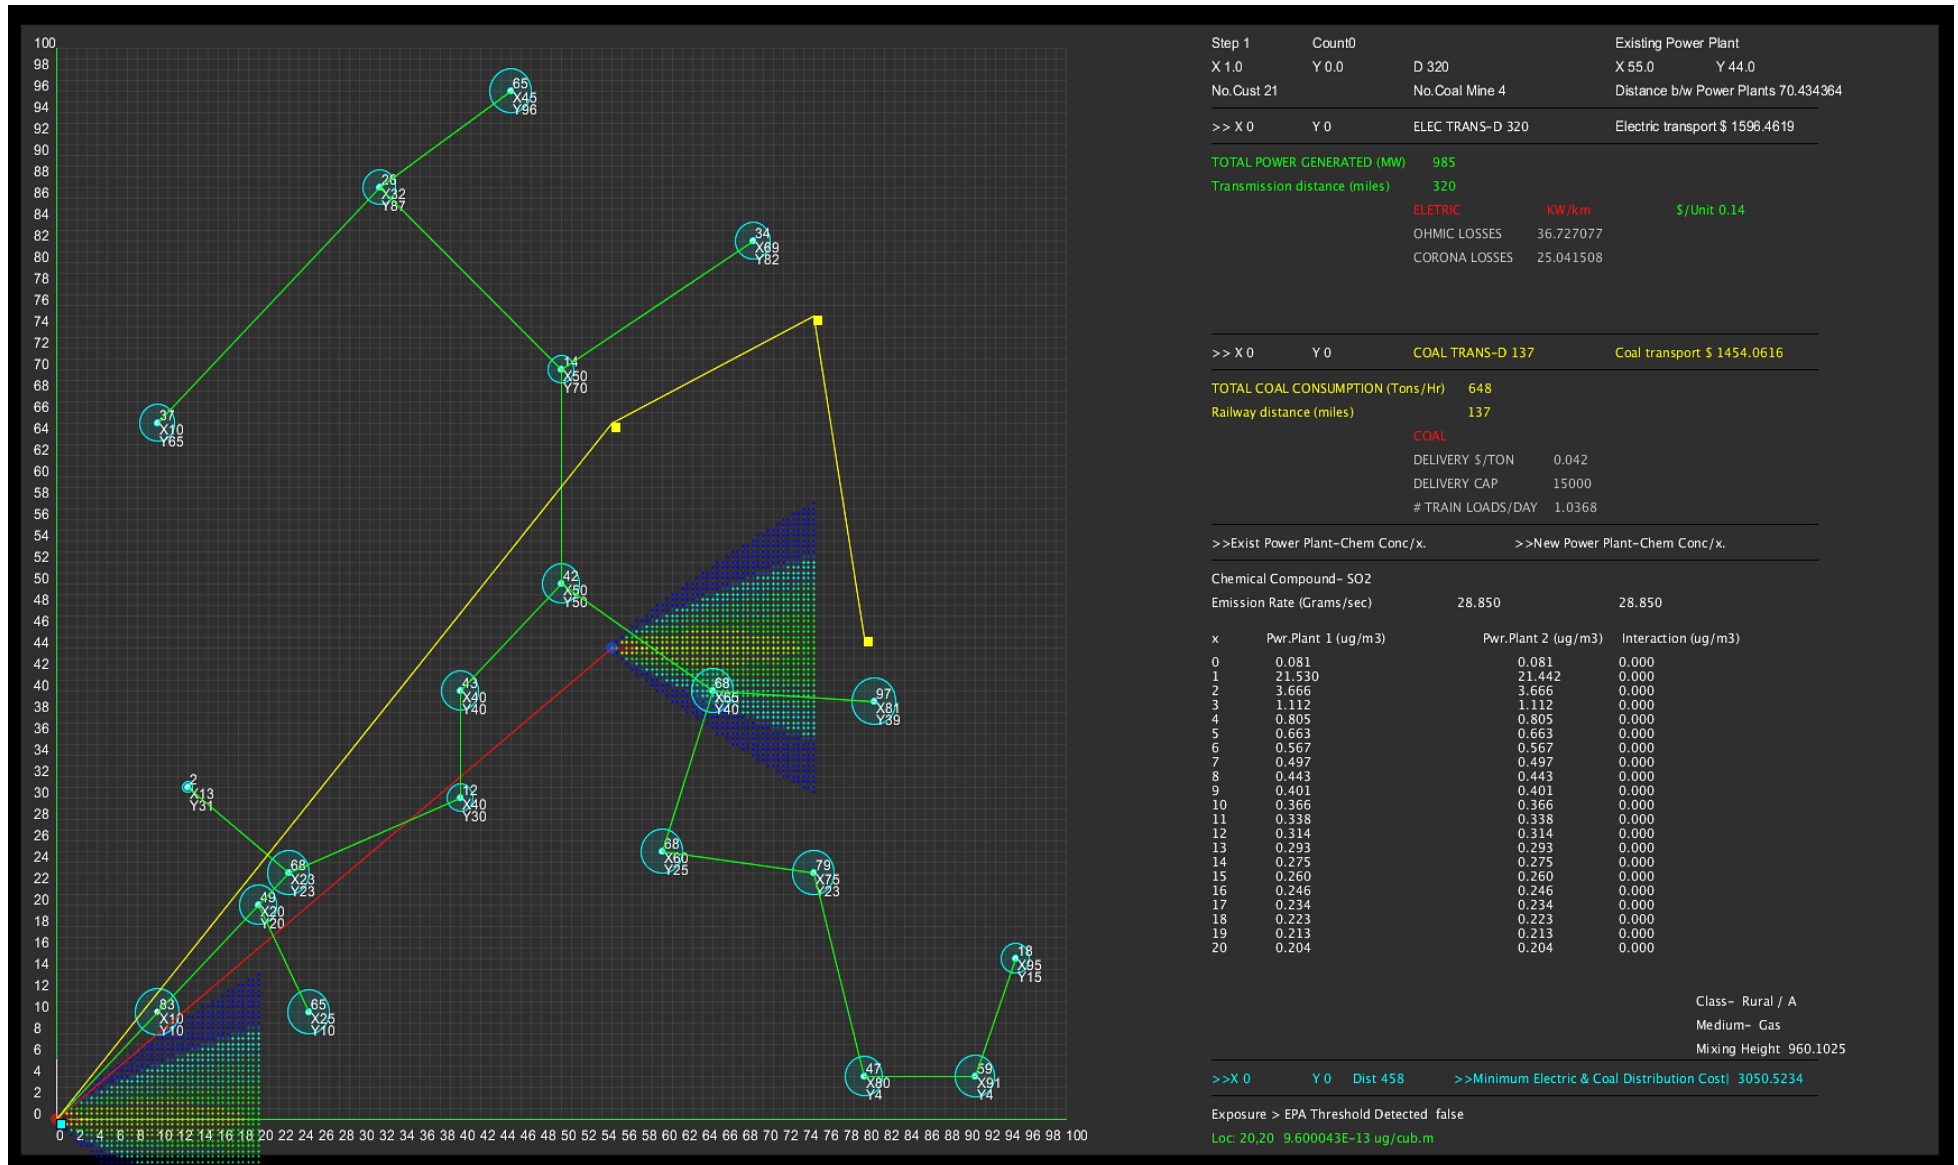 100
98
96
94
92
90
88
86
84
82
80
78
76
74
72
70
68
66
64
62
60
58
56
54
52
50
48
46
44
42
40
38
36
34
32
30
28
26
24
22
20
18
16
14
12
10
8
6
4
2
0
0 2 4 6 8 10 12 14 16 18 20 22 24 26 28 30 32 34 36 38 40 42 44 48 50 52 54 56 58 60 62 64 66 68 70 72 74 76 78 80 82 84 86 88 90 92 94 96 98 100
65
X45
Y96
26
X32
Y87
34
X69
Y82
14
X50
Y70
37
X10
Y65
42
X50
Y50
43
X40
Y40
68
X65
Y40
97
X81
Y39
2
X13
Y31
12
X40
Y30
68
X60
Y25
68
X23
Y23
79
X75
Y23
49
X20
Y20
18
X95
Y15
83
X10
Y10
65
X25
Y10
47
X80
Y4
59
X91
Y4
Step 1 Count0 Existing Power Plant
X 1.0 Y 0.0 D 320 X 55.0 Y 44.0
No.Cust 21 No.Coal Mine 4 Distance b/w Power Plants 70.434364
>> X 0 Y 0 ELEC TRANS-D 320 Electric transport $ 1596.4619
TOTAL POWER GENERATED (MW) 985
Transmission distance (miles) 320
ELETRIC KW/km $/Unit 0.14
OHMIC LOSSES 36.727077
CORONA LOSSES 25.041508
>> X 0 Y 0 COAL TRANS-D 137 Coal transport $ 1454.0616
TOTAL COAL CONSUMPTION (Tons/Hr) 648
Railway distance (miles) 137
COAL
DELIVERY $/TON 0.042
DELIVERY CAP 15000
# TRAIN LOADS/DAY 1.0368
>>Exist Power Plant-Chem Conc/x. >>New Power Plant-Chem Conc/x.
Chemical Compound- SO2
Emission Rate (Grams/sec) 28.850 28.850
x Pwr.Plant 1 (ug/m3) Pwr.Plant 2 (ug/m3) Interaction (ug/m3)
0 0.081 0.081 0.000
1 21.530 21.442 0.000
2 3.666 3.666 0.000
3 1.112 1.112 0.000
4 0.805 0.805 0.000
5 0.663 0.663 0.000
6 0.567 0.567 0.000
7 0.497 0.497 0.000
8 0.443 0.443 0.000
9 0.401 0.401 0.000
10 0.366 0.366 0.000
11 0.338 0.338 0.000
12 0.314 0.314 0.000
13 0.293 0.293 0.000
14 0.275 0.275 0.000
15 0.260 0.260 0.000
16 0.246 0.246 0.000
17 0.234 0.234 0.000
18 0.223 0.223 0.000
19 0.213 0.213 0.000
20 0.204 0.204 0.000
Class- Rural / A
Medium- Gas
Mixing Height 960.1025
>>X 0 Y 0 Dist 458 >>Minimum Electric & Coal Distribution Cost| 3050.5234
Exposure > EPA Threshold Detected false
Loc: 20,20 9.600043E-13 ug/cub.m